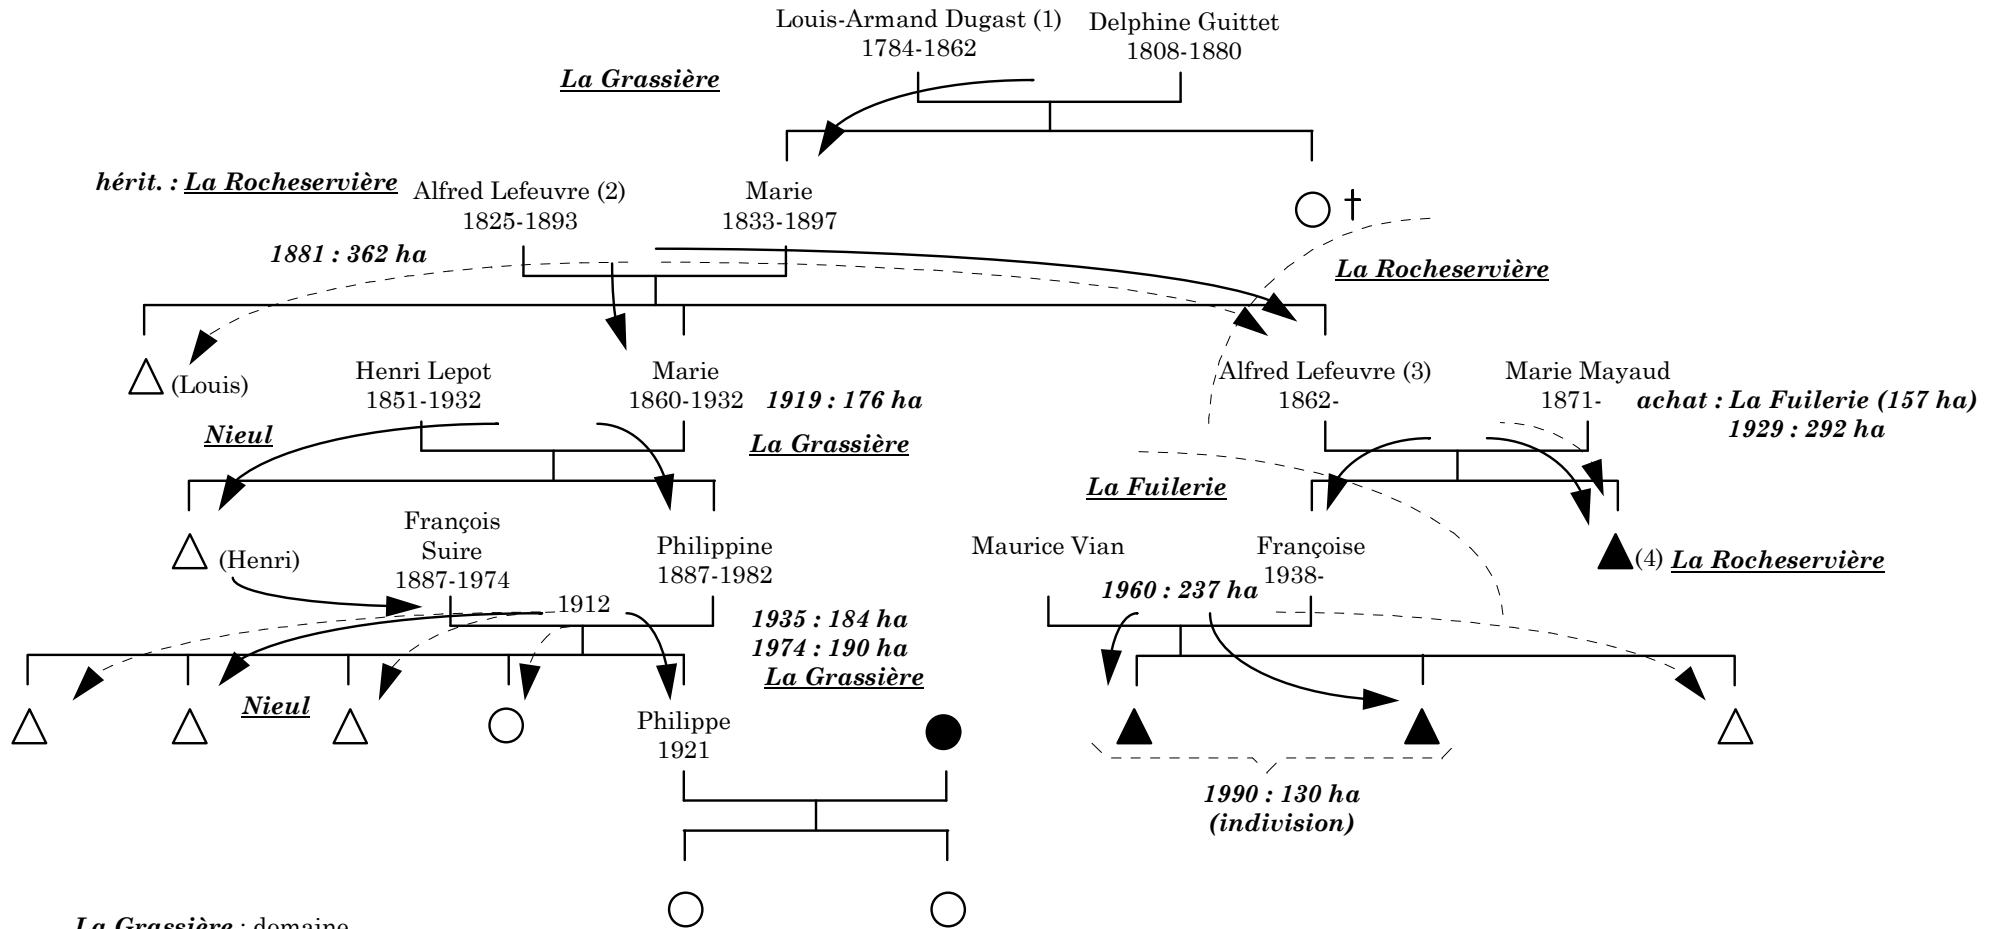 Louis-Armand Dugast (1)
1784-1862
Delphine Guittet
1808-1880
La Grassière
hérit. : La Rocheservière
Alfred Lefeuvre (2)
1825-1893
Marie
1833-1897
†
1881 : 362 ha
La Rocheservière
(Louis)
Henri Lepot
1851-1932
Marie
1860-1932
1919 : 176 ha
La Grassière
Alfred Lefeuvre (3)
1862-
Marie Mayaud
1871-
achat : La Fuilerie (157 ha)
1929 : 292 ha
Nieul
La Fuilerie
(Henri)
François
Suire
1887-1974
Philippine
1887-1982
Maurice Vian
Françoise
1938-
(4) La Rocheservière
1912
1960 : 237 ha
1935 : 184 ha
1974 : 190 ha
La Grassière
Nieul
Philippe
1921
1990 : 130 ha
(indivision)
La Grassière : domaine